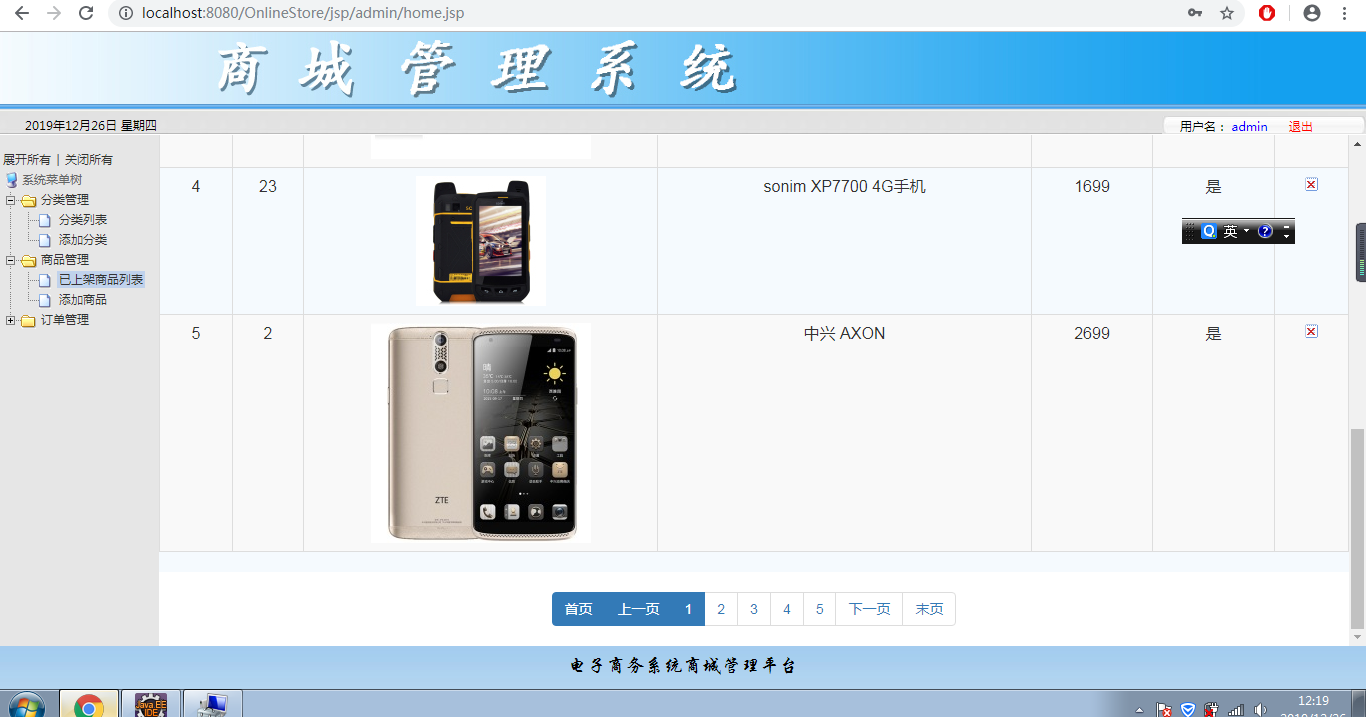 localhost:8080/OnlineStore/jsp/admin/home.jsp
商城管理系统
2019年12月26日 星期四
用户名： admin 退出
展开所有 | 关闭所有
系统菜单树
分类管理
分类列表
添加分类
商品管理
已上架商品列表
添加商品
订单管理
4 23 sonim XP7700 4G手机 1699 是
英
5 2 中兴 AXON 2699 是
晴
ZTE
首页 上一页 1 2 3 4 5 下一页 末页
电子商务系统商城管理平台
Java EE
IDE
12:19